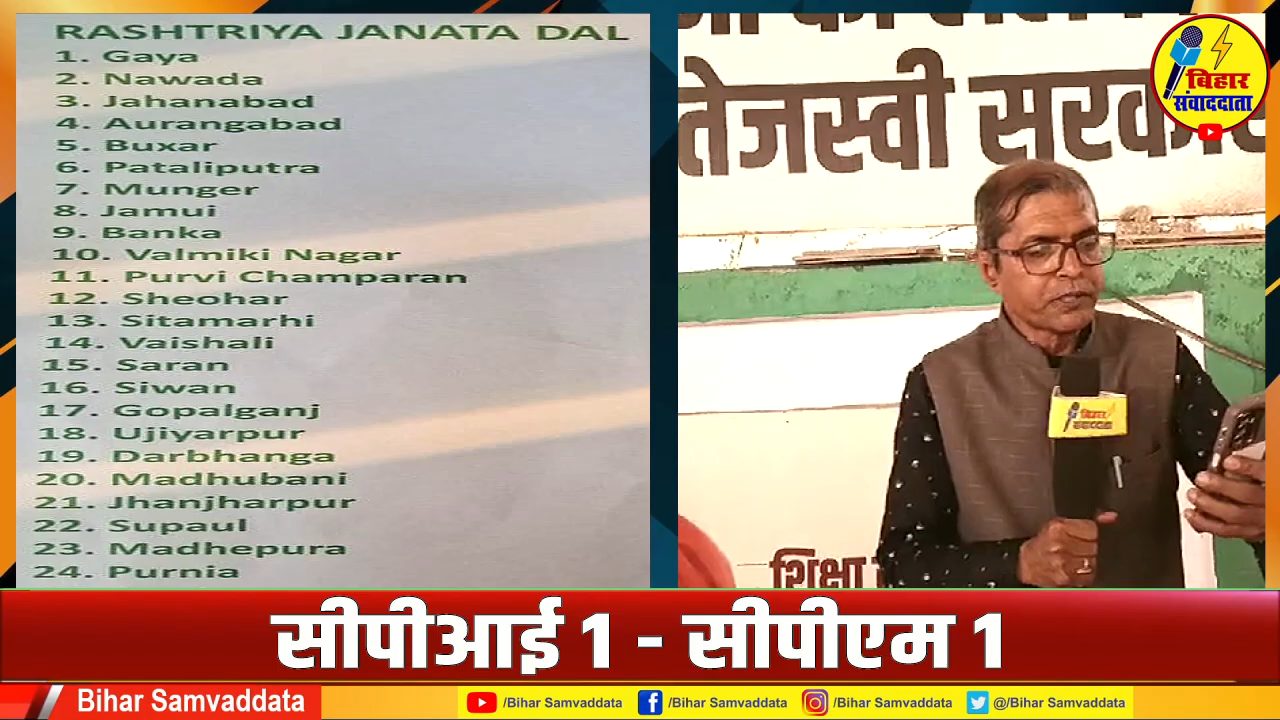 RASHTRIYA JANATA DAL
1. Gaya
2. Nawada
3. Jahanabad
4. Aurangabad
5. Buxar
6. Pataliputra
7. Munger
8. Jamui
9. Banka
10. Valmiki Nagar
11. Purvi Champaran
12. Sheohar
13. Sitamarhi
14. Vaishali
15. Saran
16. Siwan
17. Gopalganj
18. Ujiyarpur
19. Darbhanga
20. Madhubani
21. Jhanjharpur
22. Supaul
23. Madhepura
24. Purnia
तेजस्वी सरकार
बिहार
संवाददाता
बिहार
संवाददाता
शिक्षा
सीपीआई 1 - सीपीएम 1
Bihar Samvaddata
/Bihar Samvaddata
/Bihar Samvaddata
/Bihar Samvaddata
@/Bihar Samvaddata